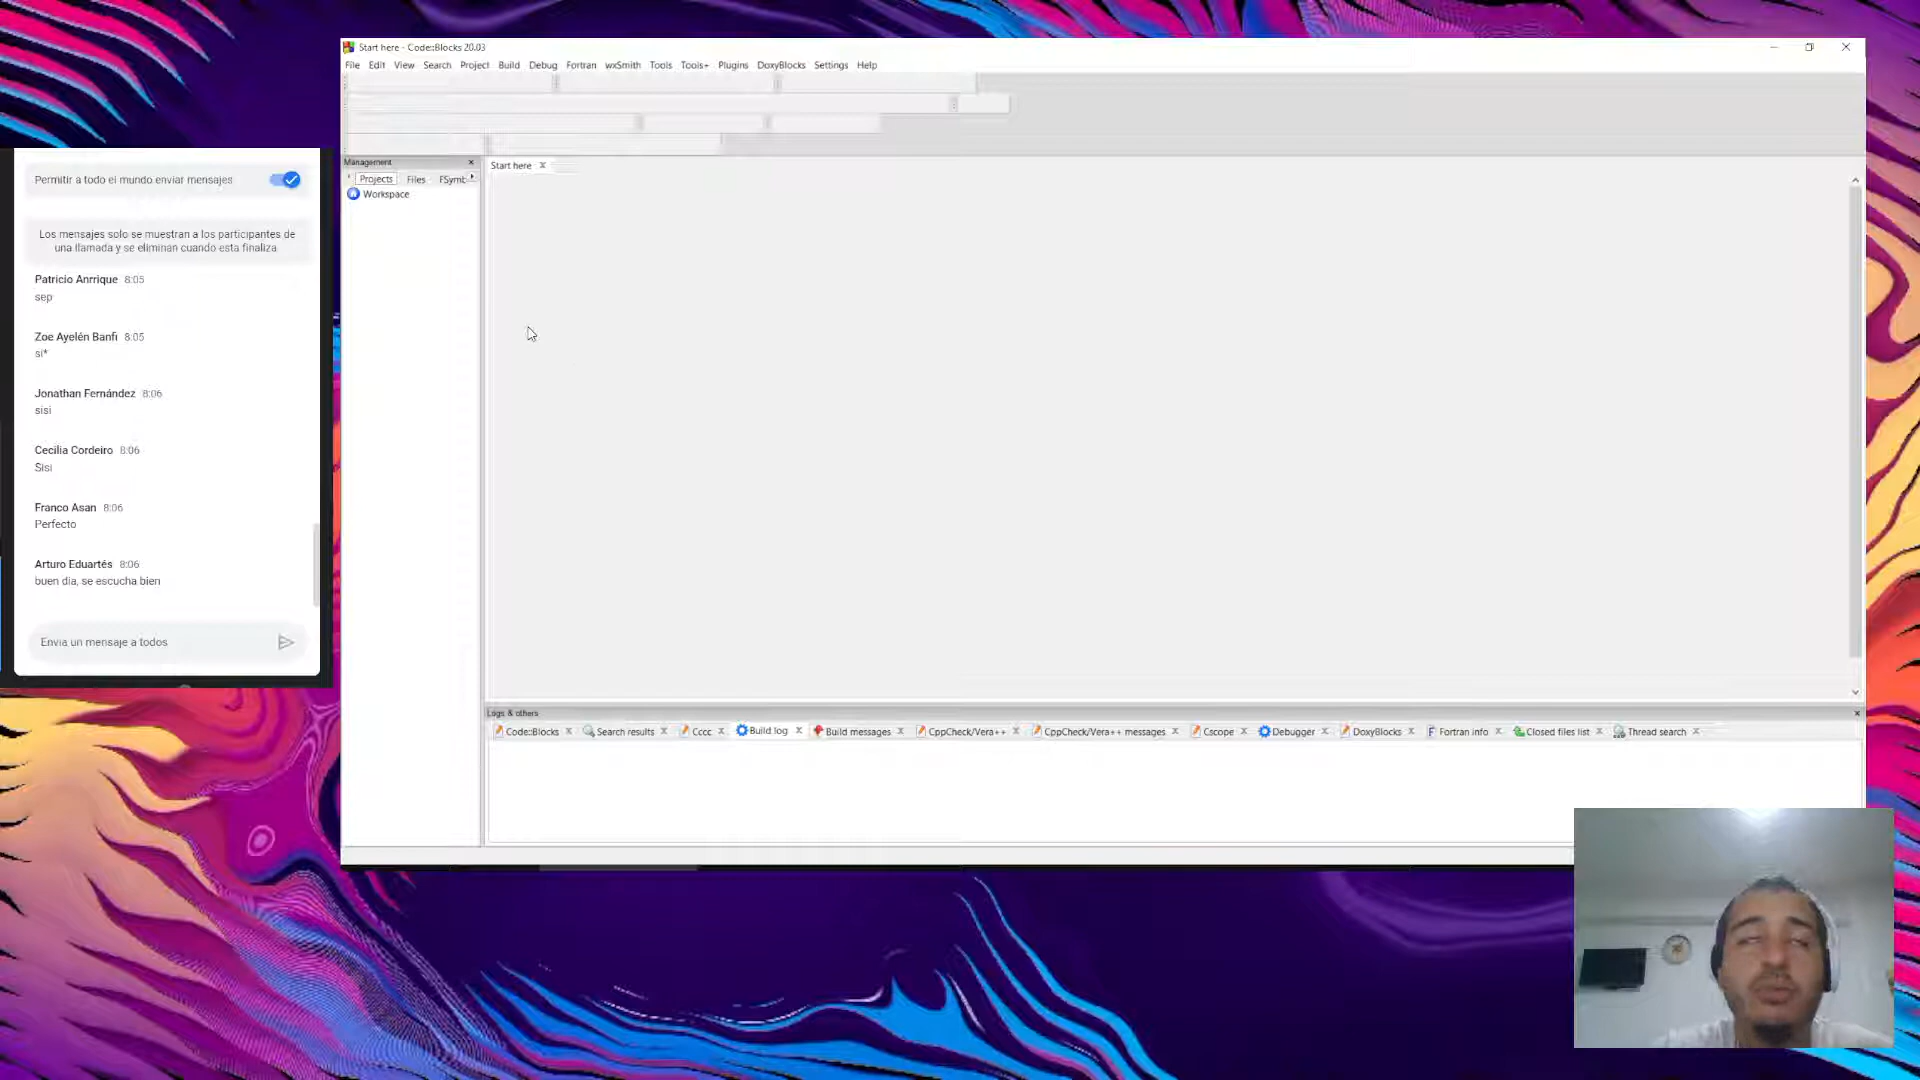 Start here - Code::Blocks 20.03
File Edit View Search Project Build Debug Fortran wxSmith Tools Tools+ Plugins DoxyBlocks Settings Help
Management
Projects Files FSymb
Workspace
Start here
Permitir a todo el mundo enviar mensajes
Los mensajes solo se muestran a los participantes de
una llamada y se eliminan cuando esta finaliza
Patricio Anrrique 8:05
sep
Zoe Ayelén Banfi 8:05
si*
Jonathan Fernández 8:06
sisi
Cecilia Cordeiro 8:06
Sisi
Franco Asan 8:06
Perfecto
Arturo Eduartés 8:06
buen dia, se escucha bien
Envia un mensaje a todos
Logs & others
Code::Blocks Search results Cccc Build log Build messages CppCheck/Vera++ CppCheck/Vera++ messages Cscope Debugger DoxyBlocks Fortran info Closed files list Thread search